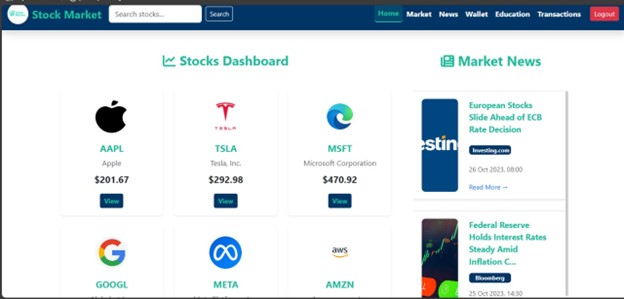 Stock Market
Search stocks...
Search
Home
Market
News
Wallet
Education
Transactions
Logout
Stocks Dashboard
Market News
TESLA
AAPL
Apple
$201.67
View
TSLA
Tesla, Inc.
$292.98
View
MSFT
Microsoft Corporation
$470.92
View
estin
European Stocks
Slide Ahead of ECB
Rate Decision
Investing.com
26 Oct 2023, 08:00
Read More →
aws
GOOGL
META
AMZN
Federal Reserve
Holds Interest Rates
Steady Amid
Inflation C...
Bloomberg
25 Oct 2023, 14:30